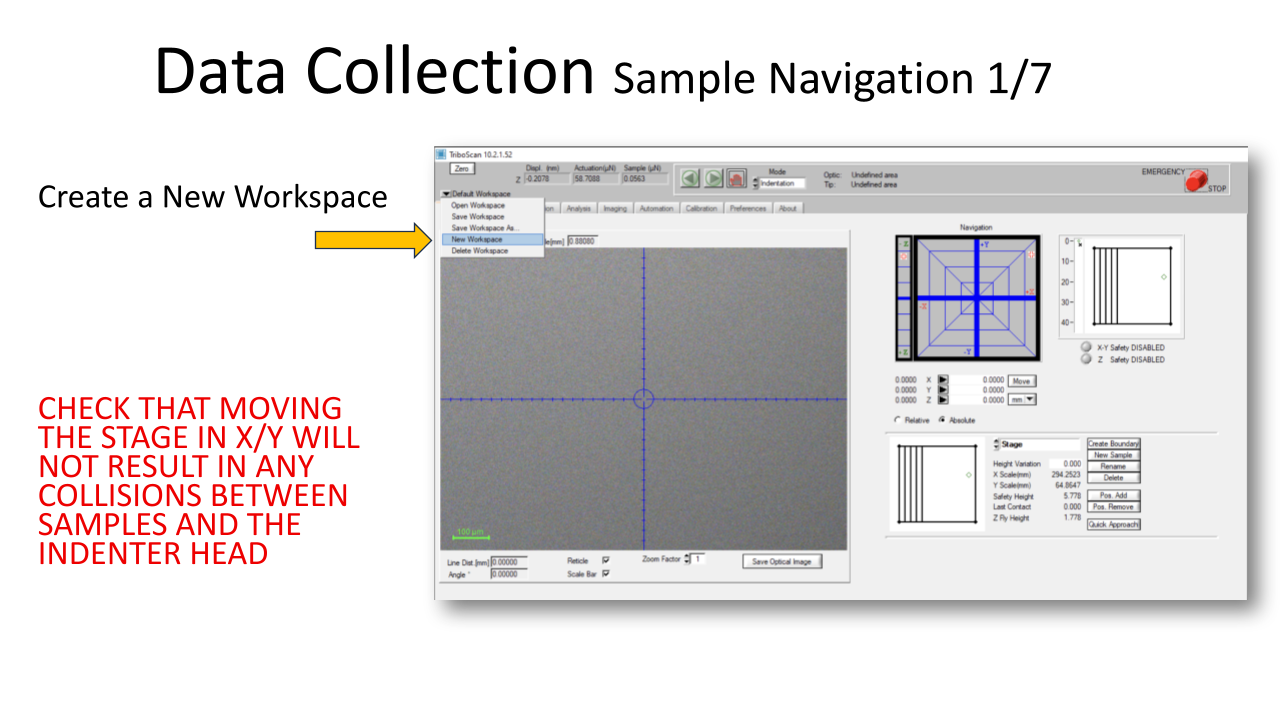 Data Collection Sample Navigation 1/7
Create a New Workspace
CHECK THAT MOVING
THE STAGE IN X/Y WILL
NOT RESULT IN ANY
COLLISIONS BETWEEN
SAMPLES AND THE
INDENTER HEAD
TriboScan 10.2.1.52
Zero
Displ. (nm) Actuation(µN) Sample (µN)
Z -0.2078 58.7088 0.0563
Mode
Indentation
Optic: Undefined area
Tip: Undefined area
EMERGENCY
STOP
Default Workspace
Open Workspace
Save Workspace
Save Workspace As...
New Workspace
Delete Workspace
Analysis Imaging Automation Calibration Preferences About
[mm] 0.88080
100 µm
Line Dist.[mm] 0.00000
Angle ° 0.00000
Reticle
Scale Bar
Zoom Factor 1
Save Optical Image
Navigation
-Z +Y
+X
-X
+Z -Y
0-
10-
20-
30-
40-
X-Y Safety DISABLED
Z Safety DISABLED
0.0000 X 0.0000 Move
0.0000 Y 0.0000
0.0000 Z 0.0000 mm
Relative Absolute
Stage
Height Variation 0.000
X Scale(mm) 294.2523
Y Scale(mm) 64.8647
Safety Height 5.778
Last Contact 0.000
Z Fly Height 1.778
Create Boundary
New Sample
Rename
Delete
Pos. Add
Pos. Remove
Quick Approach